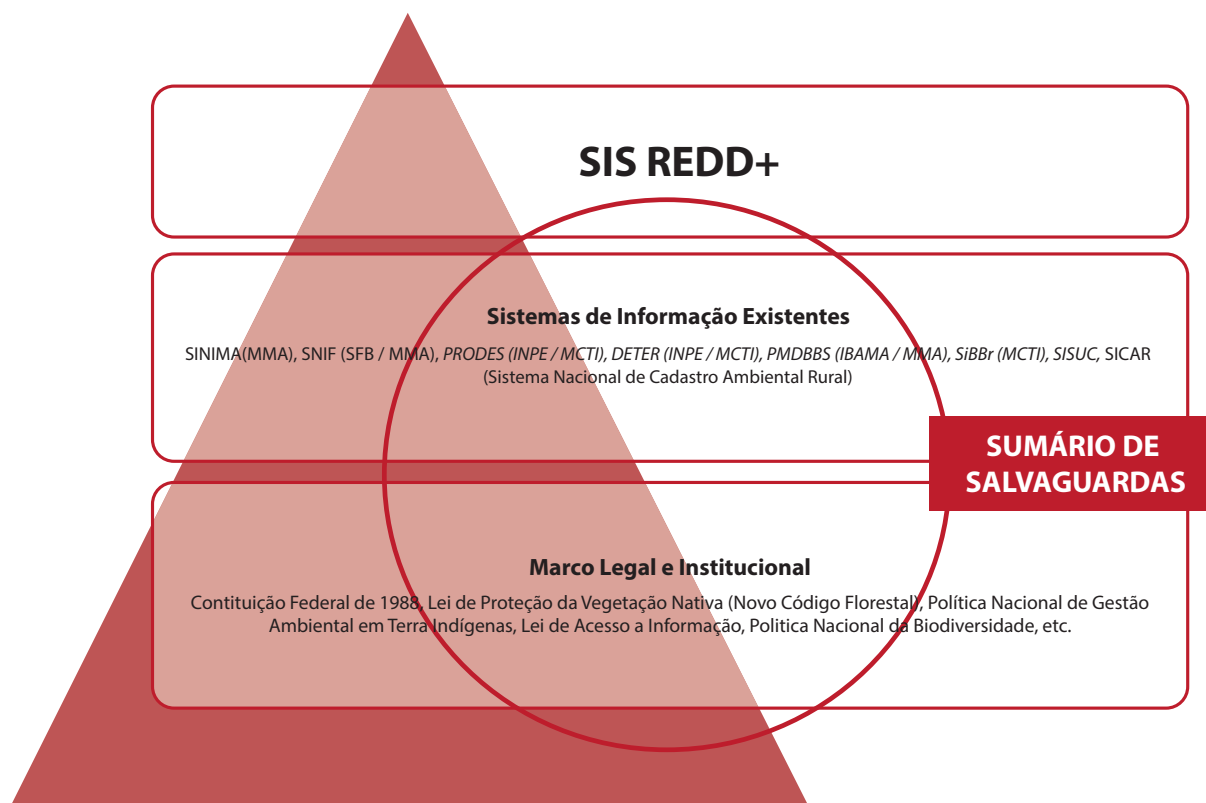 SIS REDD+
Sistemas de Informação Existentes
SINIMA(MMA), SNIF (SFB / MMA), PRODES (INPE / MCTI), DETER (INPE / MCTI), PMDBBS (IBAMA / MMA), SiBBr (MCTI), SISUC, SICAR
(Sistema Nacional de Cadastro Ambiental Rural)
SUMÁRIO DE
SALVAGUARDAS
Marco Legal e Institucional
Contituição Federal de 1988, Lei de Proteção da Vegetação Nativa (Novo Código Florestal), Política Nacional de Gestão
Ambiental em Terra Indígenas, Lei de Acesso a Informação, Politica Nacional da Biodiversidade, etc.